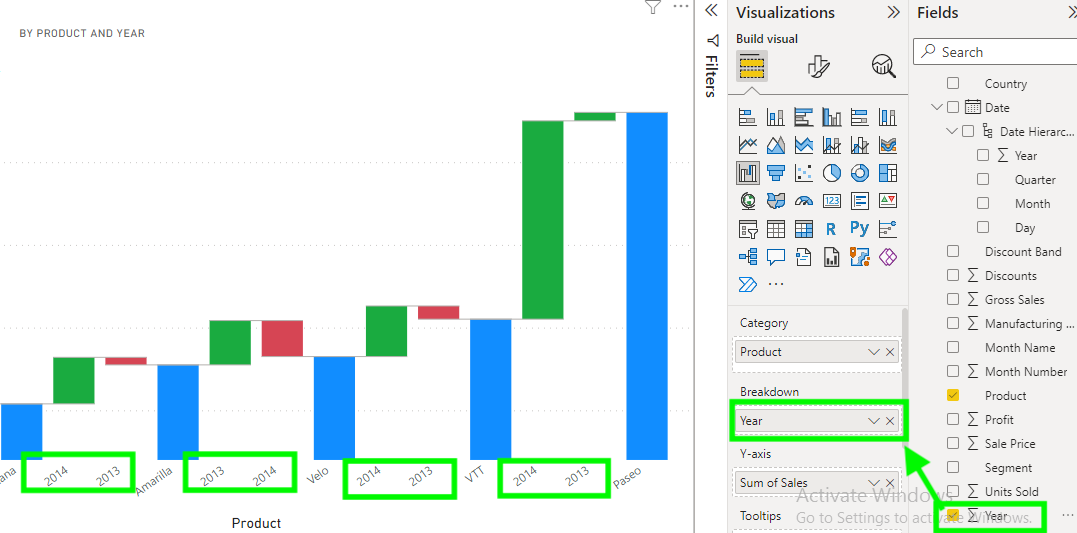 BY PRODUCT AND YEAR
2014
2013
Amarilla
2013
2014
Velo
2014
2013
VTT
2014
2013
Paseo
Product
Filters
Visualizations
Build visual
123
R
Py
Category
Product
Breakdown
Year
Y-axis
Sum of Sales
Tooltips
Fields
Search
Country
Date
Date Hierarc...
Year
Quarter
Month
Day
Discount Band
Discounts
Gross Sales
Manufacturing ...
Month Name
Month Number
Product
Profit
Sale Price
Segment
Units Sold
Year
Activate Windows
Go to Settings to activate Windows.